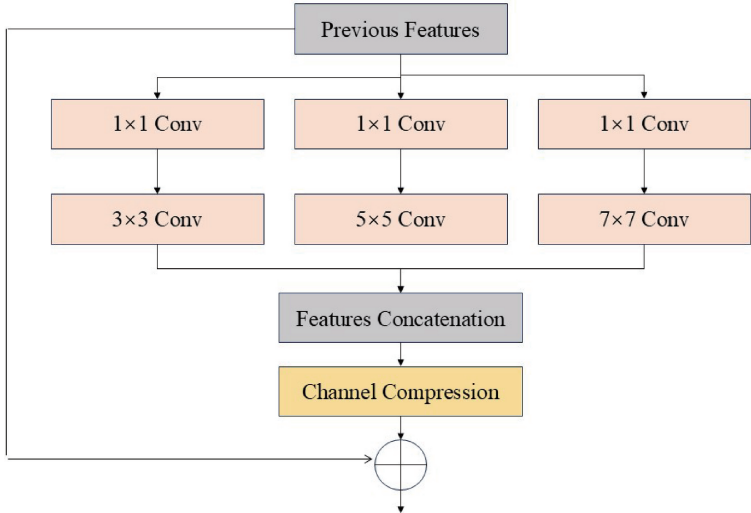 Previous Features
1×1 Conv
1×1 Conv
1×1 Conv
3×3 Conv
5×5 Conv
7×7 Conv
Features Concatenation
Channel Compression